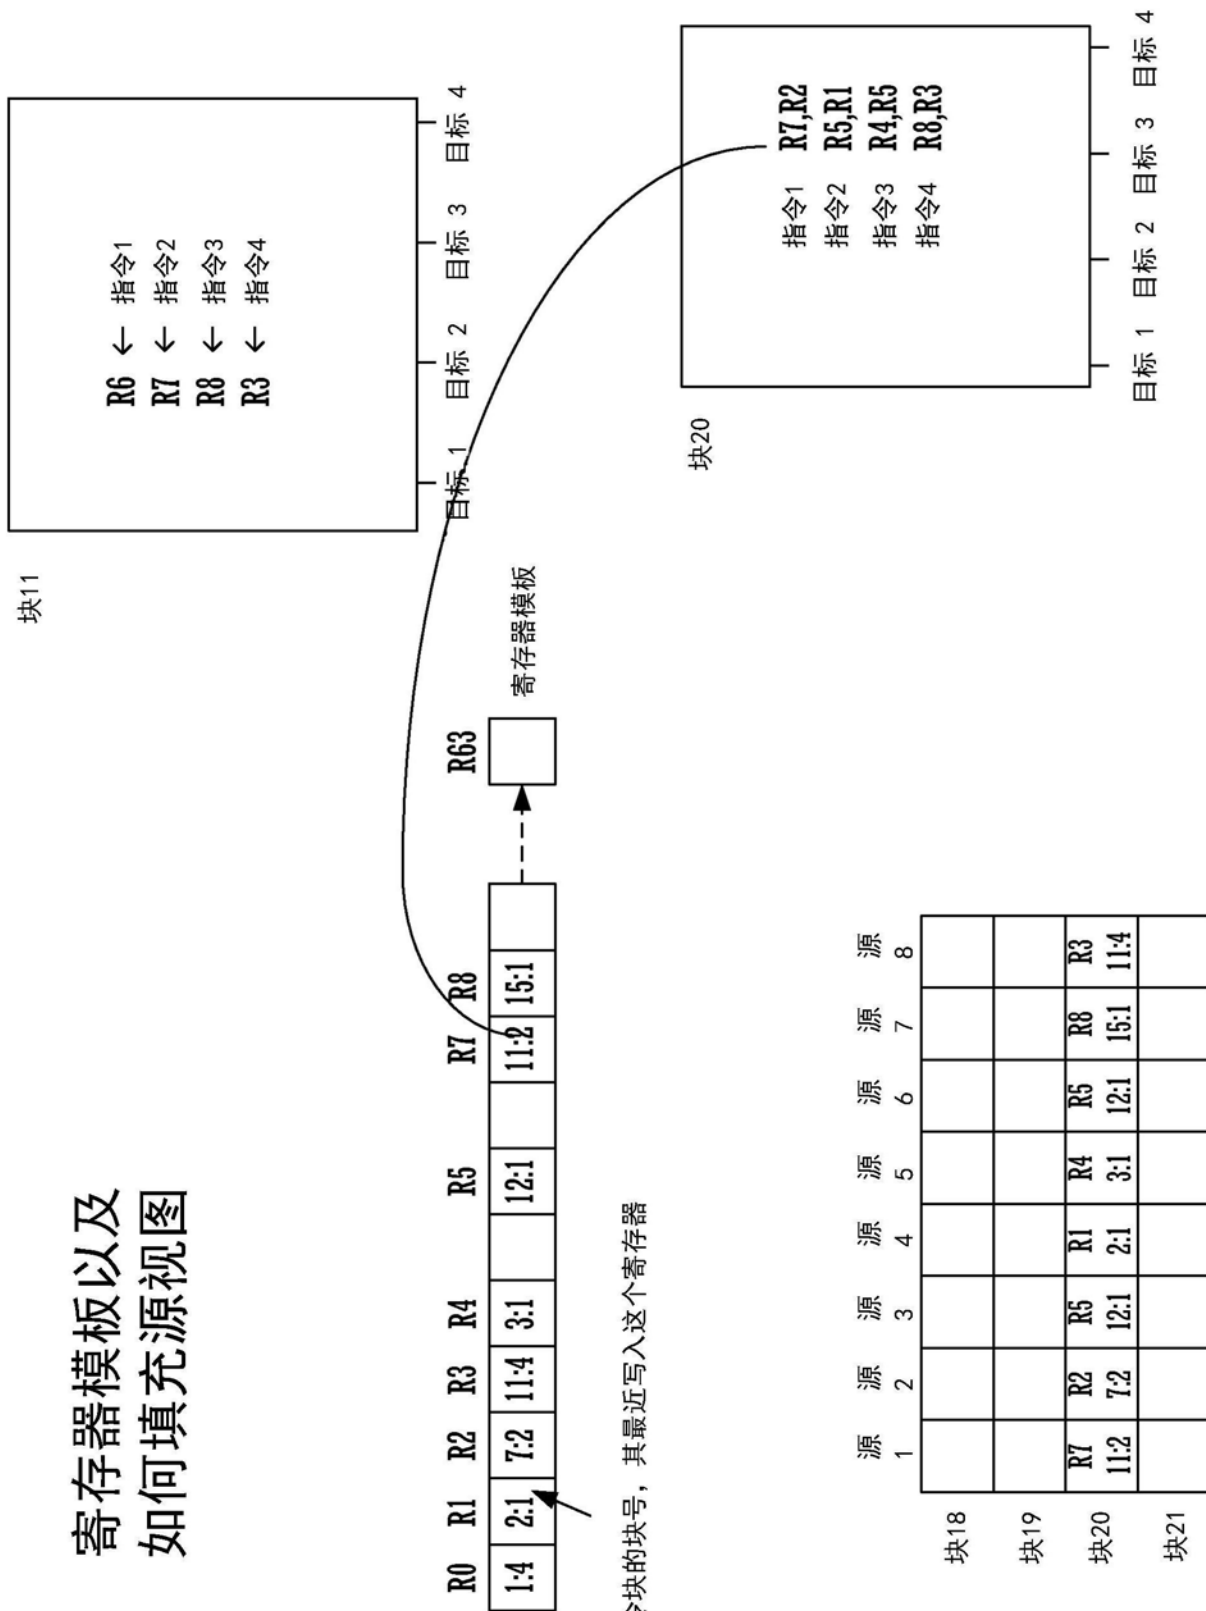 寄存器模板以及
如何填充源视图
R0 R1 R2 R3 R4 R5 R7 R8 R63
1:4 2:1 7:2 11:4 3:1 12:1 11:2 15:1
寄存器模板
块的块号，其最近写入这个寄存器
块11
R6 ← 指令1
R7 ← 指令2
R8 ← 指令3
R3 ← 指令4
目标 1 目标 2 目标 3 目标 4
块20
指令1 R7,R2
指令2 R5,R1
指令3 R4,R5
指令4 R8,R3
目标 1 目标 2 目标 3 目标 4
源 源 源 源 源 源 源 源
1 2 3 4 5 6 7 8
块18
块19
块20
R7 R2 R5 R1 R4 R5 R8 R3
11:2 7:2 12:1 2:1 3:1 12:1 15:1 11:4
块21